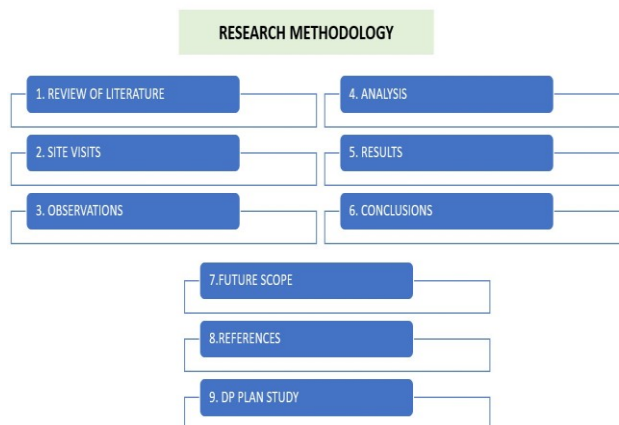 RESEARCH METHODOLOGY
1. REVIEW OF LITERATURE
2. SITE VISITS
3. OBSERVATIONS
4. ANALYSIS
5. RESULTS
6. CONCLUSIONS
7.FUTURE SCOPE
8.REFERENCES
9. DP PLAN STUDY